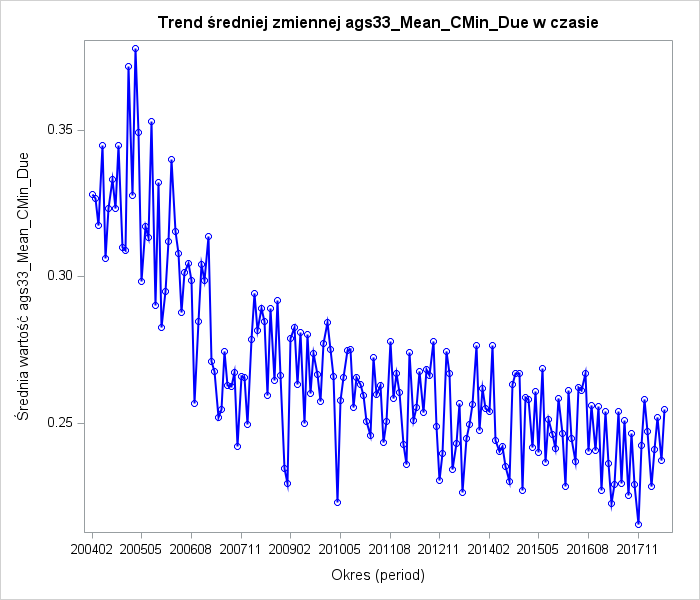 Trend średniej zmiennej ags33_Mean_CMin_Due w czasie
Średnia wartość ags33_Mean_CMin_Due
0.35
0.30
0.25
200402 200505 200608 200711 200902 201005 201108 201211 201402 201505 201608 201711
Okres (period)